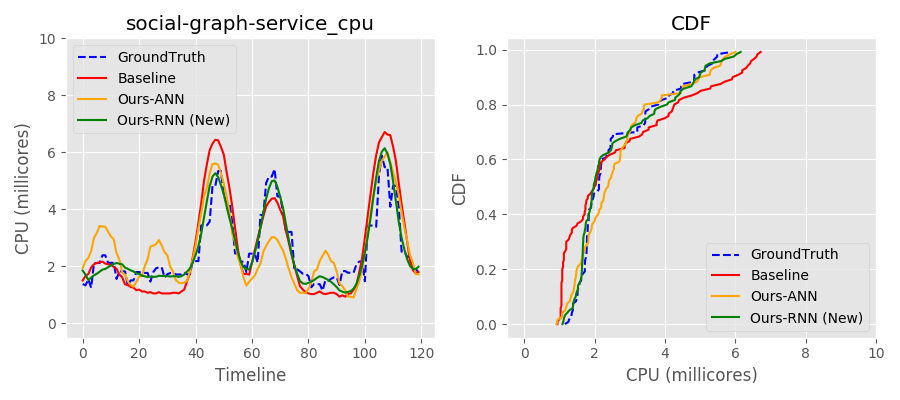 social-graph-service_cpu
CPU (millicores)
10
8
6
4
2
0
GroundTruth
Baseline
Ours-ANN
Ours-RNN (New)
0 20 40 60 80 100 120
Timeline
CDF
CDF
1.0
0.8
0.6
0.4
0.2
0.0
GroundTruth
Baseline
Ours-ANN
Ours-RNN (New)
0 2 4 6 8 10
CPU (millicores)